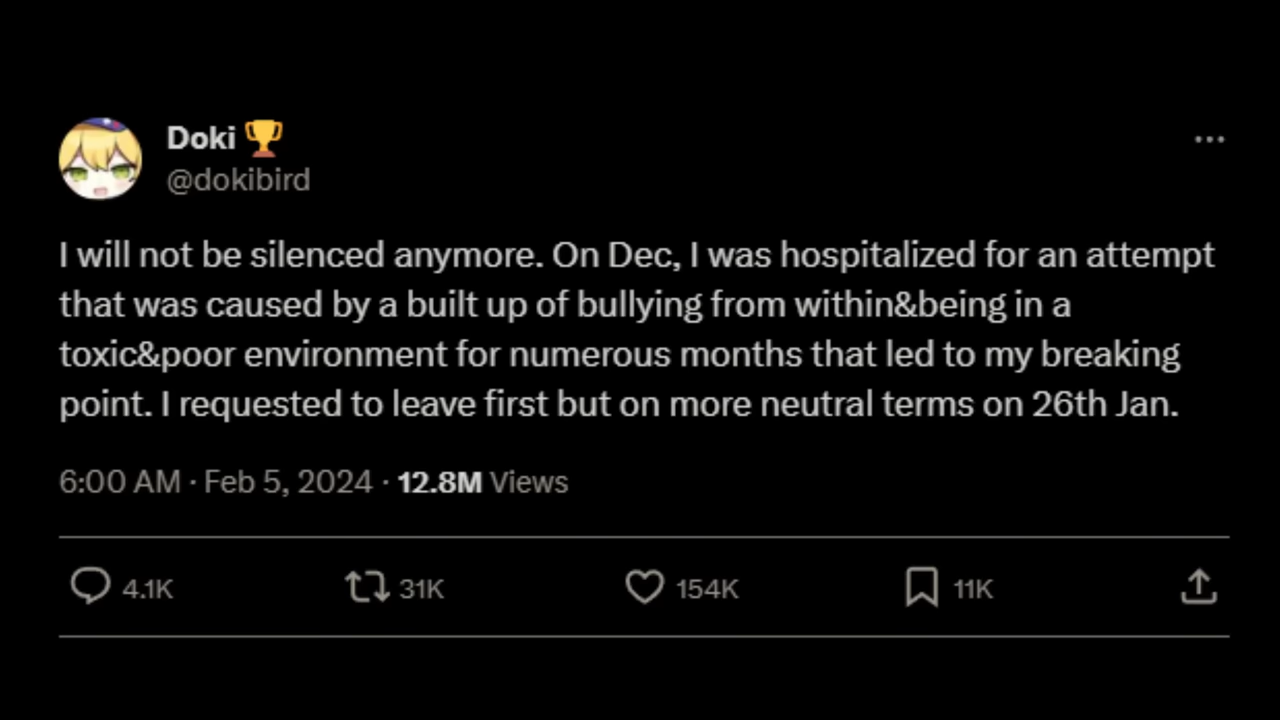 Doki 🏆
@dokibird
I will not be silenced anymore. On Dec, I was hospitalized for an attempt
that was caused by a built up of bullying from within&being in a
toxic&poor environment for numerous months that led to my breaking
point. I requested to leave first but on more neutral terms on 26th Jan.
6:00 AM · Feb 5, 2024 · 12.8M Views
4.1K 31K 154K 11K